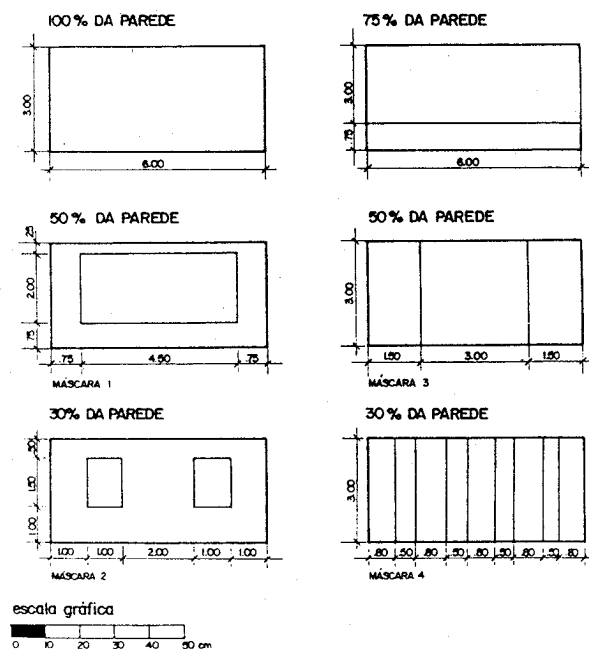 100% DA PAREDE
75% DA PAREDE
3.00
6.00
3.00
.75
6.00
50% DA PAREDE
50% DA PAREDE
.25
2.00
.75
.75
4.50
.75
MÁSCARA 1
3.00
1.50
3.00
1.50
MÁSCARA 3
30% DA PAREDE
30% DA PAREDE
.50
1.50
1.00
1.00
1.00
2.00
1.00
1.00
MÁSCARA 2
3.00
.80
.50
.80
.50
.80
.50
.80
.50
.80
MÁSCARA 4
escala gráfica
0 10 20 30 40 50 cm